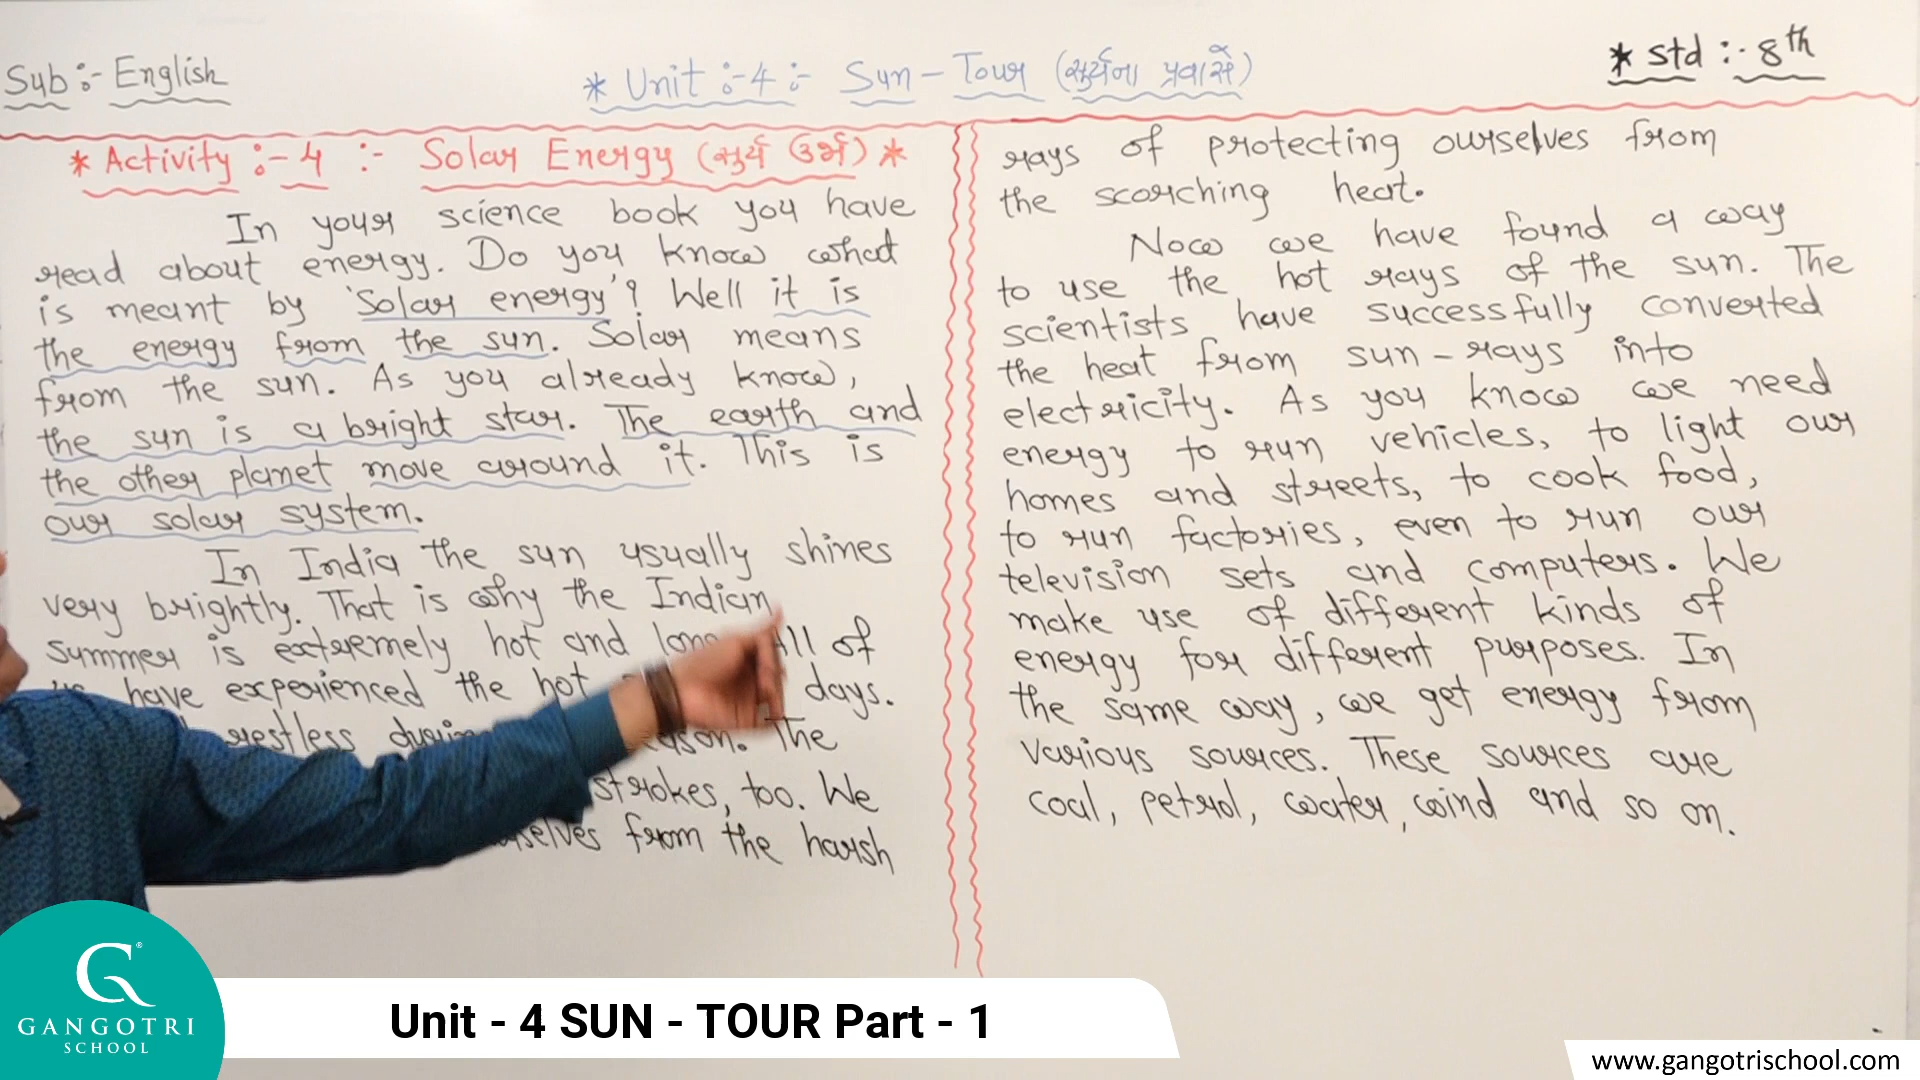 Sub :- English
* Unit :- 4 :- Sun - Tour (સુર્યના પ્રવાસે)
* Std :- 8th
* Activity :- 4 :- Solar Energy (સુર્ય ઉર્જા) *
In your science book you have
read about energy. Do you know what
is meant by 'Solar energy'? Well it is
the energy from the sun. Solar means
from the sun. As you already know,
the sun is a bright star. The earth and
the other planet move around it. This is
our solar system.
In India the sun usually shines
very brightly. That is why the Indian
summer is extremely hot and long. All of
have experienced the hot days.
restless The
strokes, too. We
from the harsh
rays of protecting ourselves from
the scorching heat.
Now we have found a way
to use the hot rays of the sun. The
scientists have successfully converted
the heat from sun-rays into
electricity. As you know we need
energy to run vehicles, to light our
homes and streets, to cook food,
to run factories, even to run our
television sets and computers. We
make use of different kinds of
energy for different purposes. In
the same way, we get energy from
various sources. These sources are
coal, petrol, water, wind and so on.
G
GANGOTRI
SCHOOL
Unit - 4 SUN - TOUR Part - 1
www.gangotrischool.com